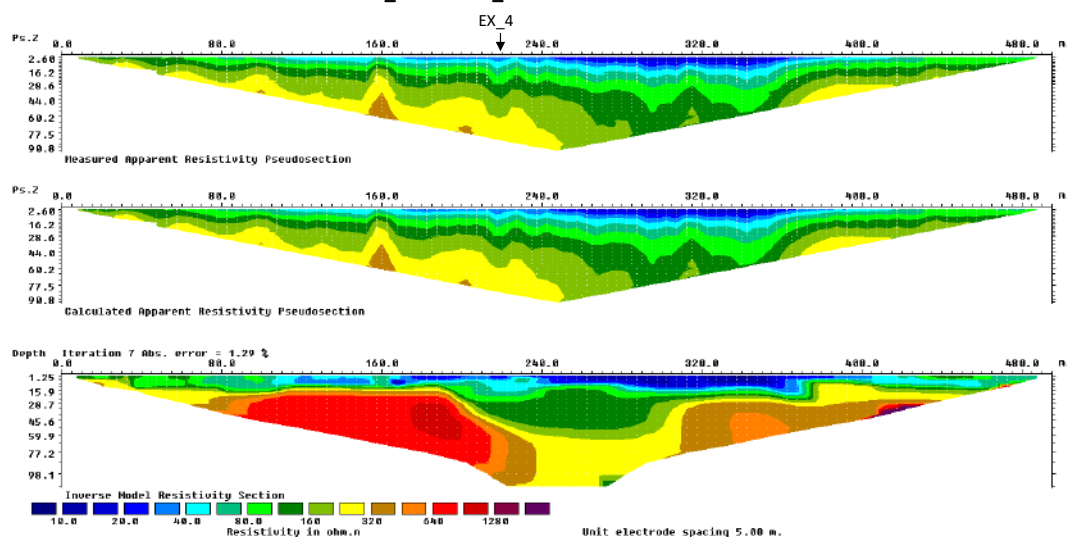 EX_4
Ps.Z 0.0 80.0 160.0 240.0 320.0 400.0 480.0 m
2.60
16.2
28.6
44.0
60.2
77.5
90.8
Measured Apparent Resistivity Pseudosection
Ps.Z 0.0 80.0 160.0 240.0 320.0 400.0 480.0 m
2.60
16.2
28.6
44.0
60.2
77.5
90.8
Calculated Apparent Resistivity Pseudosection
Depth Iteration 7 Abs. error = 1.29 %
0.0 80.0 160.0 240.0 320.0 400.0 480.0 m
1.25
15.9
28.7
45.6
59.9
77.2
98.1
Inverse Model Resistivity Section
10.0 20.0 40.0 80.0 160 320 640 1280
Resistivity in ohm.m Unit electrode spacing 5.00 m.